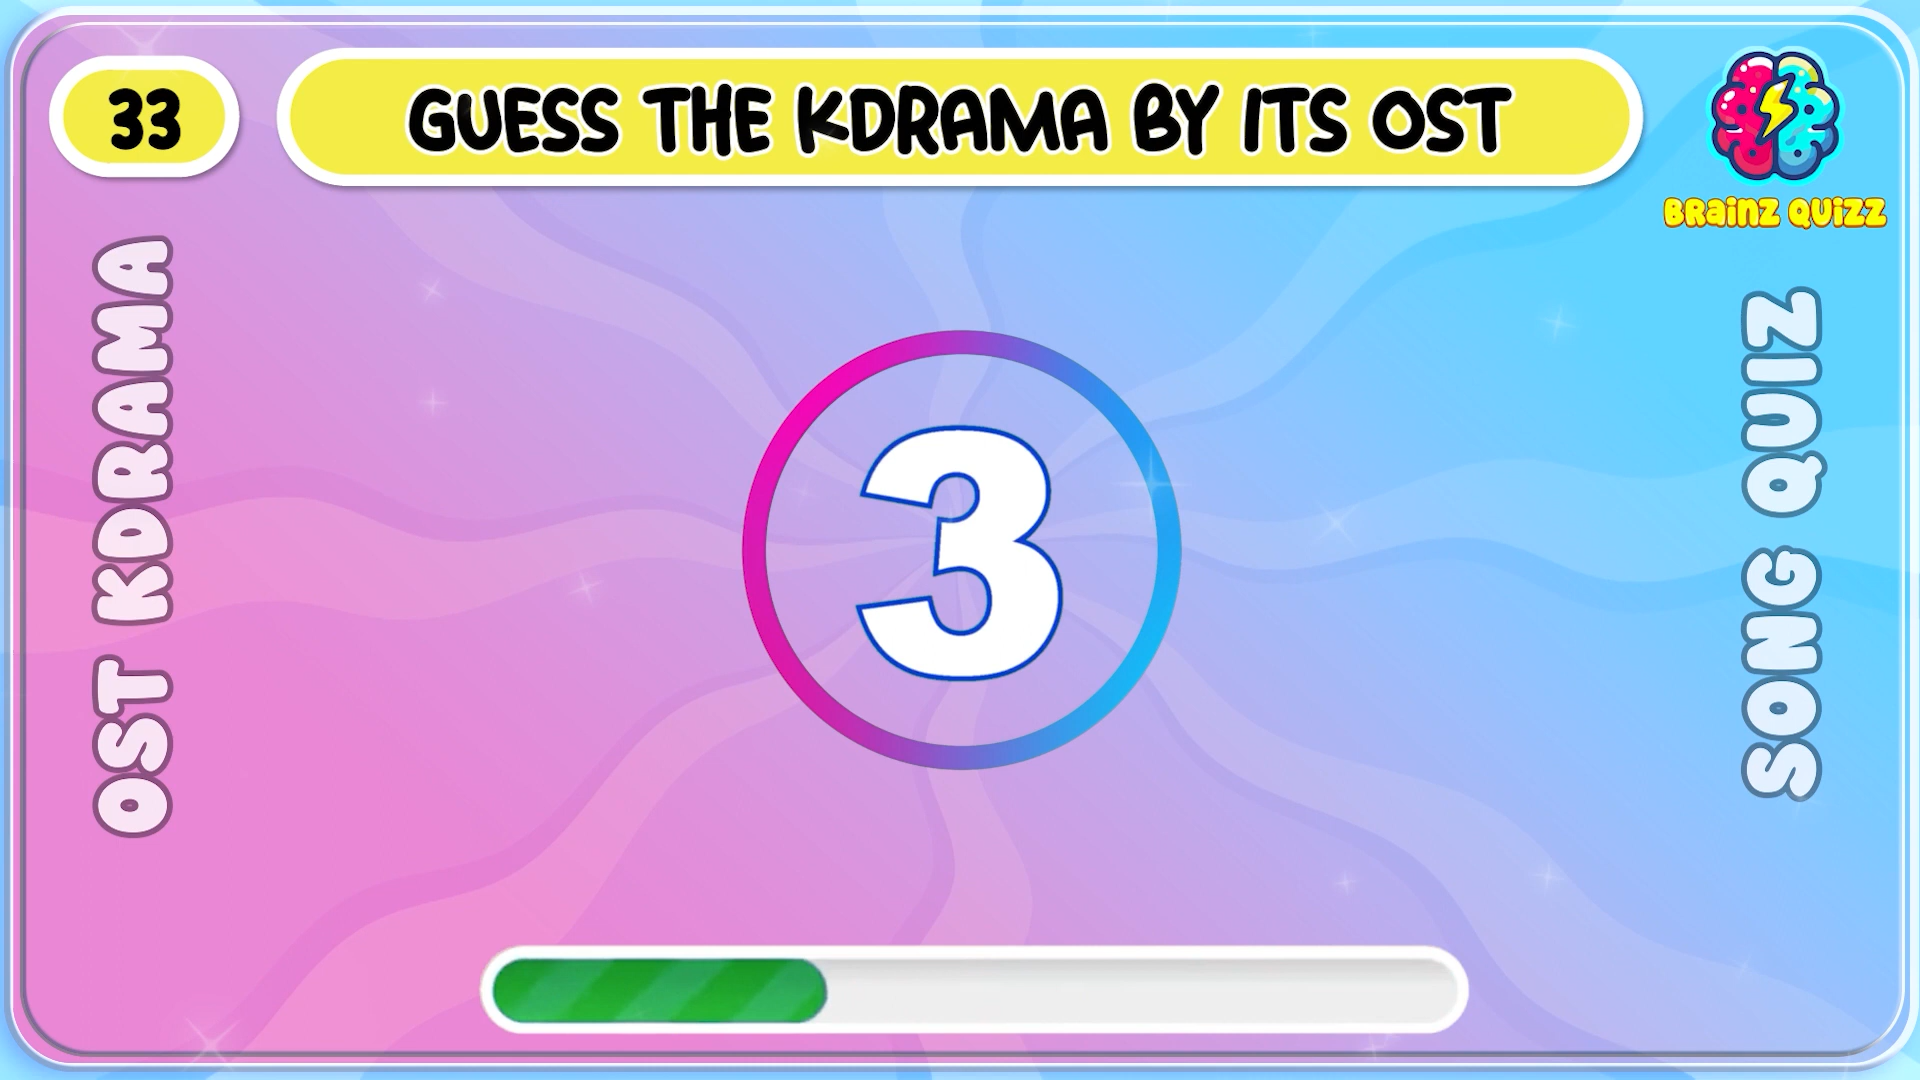 33
GUESS THE KDRAMA BY ITS OST
BRAiNZ QUiZZ
OST KDRAMA
3
SONG QUIZ